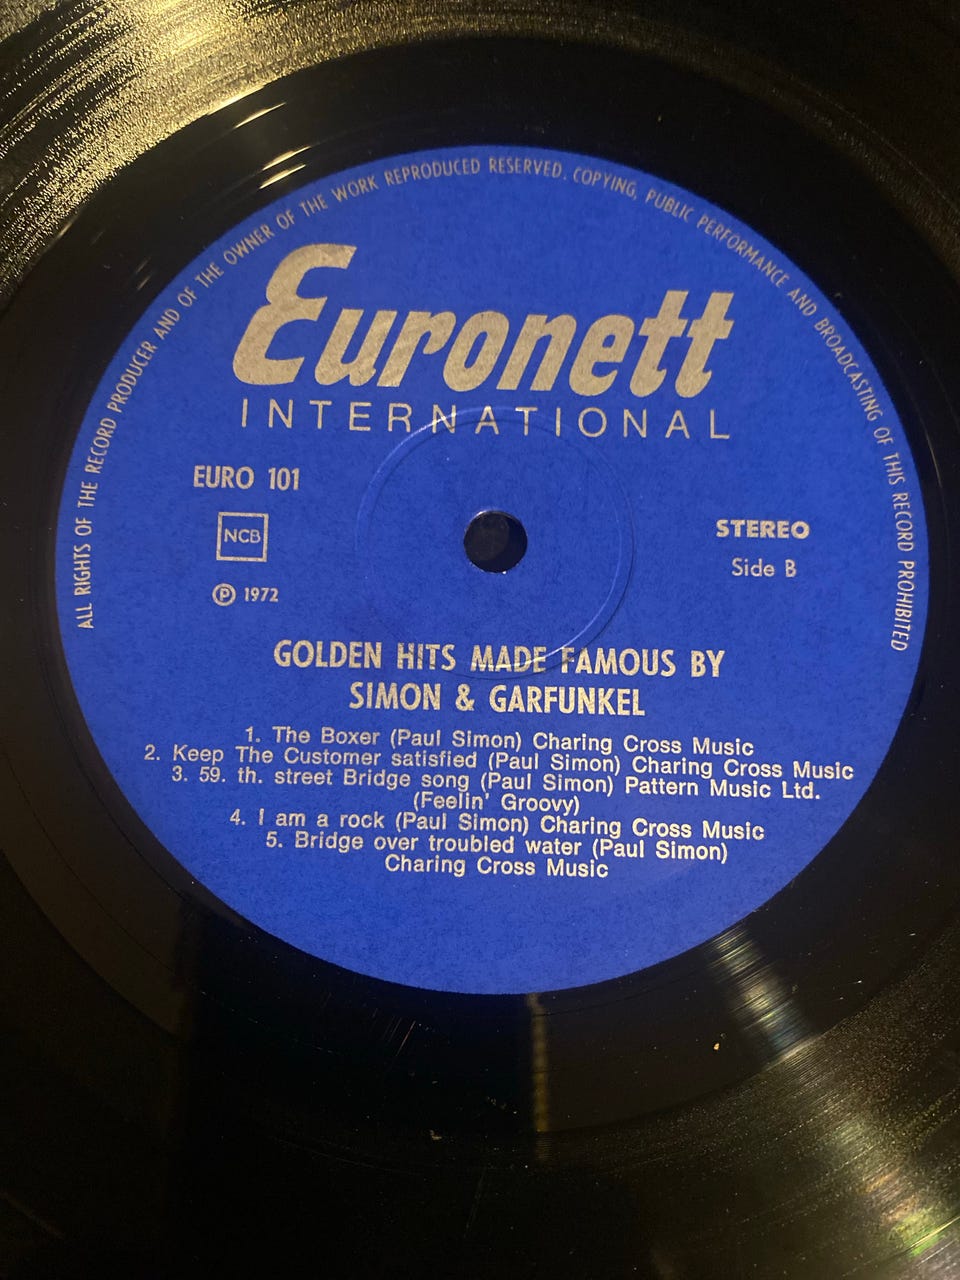 ALL RIGHTS OF THE RECORD PRODUCER AND OF THE OWNER OF THE WORK REPRODUCED RESERVED. COPYING, PUBLIC PERFORMANCE AND BROADCASTING OF THIS RECORD PROHIBITED
Euronett
INTERNATIONAL
EURO 101
NCB
℗ 1972
STEREO
Side B
GOLDEN HITS MADE FAMOUS BY
SIMON & GARFUNKEL
1. The Boxer (Paul Simon) Charing Cross Music
2. Keep The Customer satisfied (Paul Simon) Charing Cross Music
3. 59. th. street Bridge song (Paul Simon) Pattern Music Ltd.
(Feelin' Groovy)
4. I am a rock (Paul Simon) Charing Cross Music
5. Bridge over troubled water (Paul Simon)
Charing Cross Music